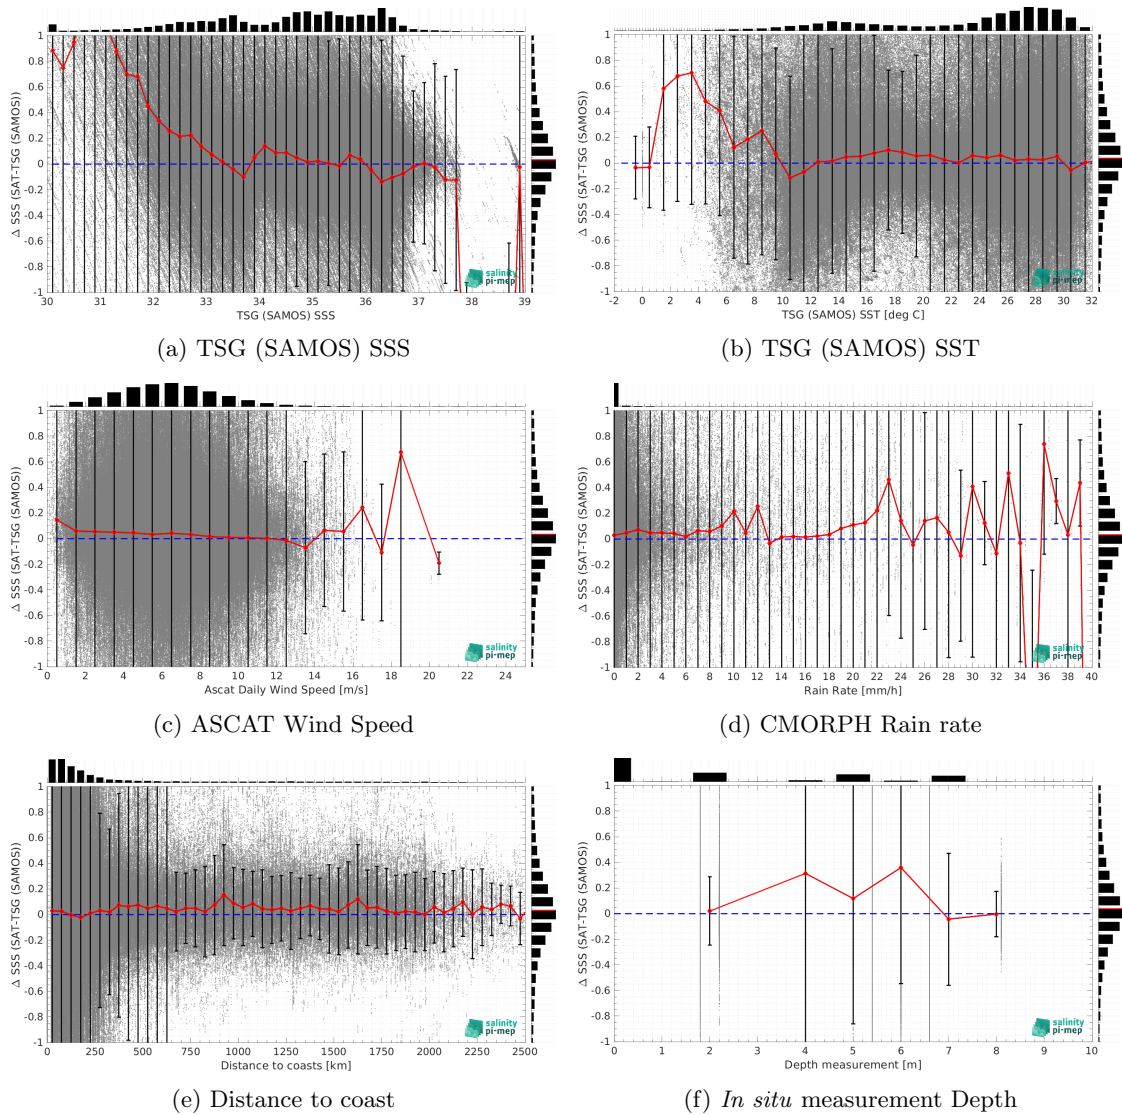 Δ SSS (SAT-TSG (SAMOS))
1
0.8
0.6
0.4
0.2
0
-0.2
-0.4
-0.6
-0.8
-1
salinity
pi-mep
30 31 32 33 34 35 36 37 38 39
TSG (SAMOS) SSS
(a) TSG (SAMOS) SSS
Δ SSS (SAT-TSG (SAMOS))
1
0.8
0.6
0.4
0.2
0
-0.2
-0.4
-0.6
-0.8
-1
salinity
pi-mep
-2 0 2 4 6 8 10 12 14 16 18 20 22 24 26 28 30 32
TSG (SAMOS) SST [deg C]
(b) TSG (SAMOS) SST
Δ SSS (SAT-TSG (SAMOS))
1
0.8
0.6
0.4
0.2
0
-0.2
-0.4
-0.6
-0.8
-1
salinity
pi-mep
0 2 4 6 8 10 12 14 16 18 20 22 24
Ascat Daily Wind Speed [m/s]
(c) ASCAT Wind Speed
Δ SSS (SAT-TSG (SAMOS))
1
0.8
0.6
0.4
0.2
0
-0.2
-0.4
-0.6
-0.8
-1
salinity
pi-mep
0 2 4 6 8 10 12 14 16 18 20 22 24 26 28 30 32 34 36 38 40
Rain Rate [mm/h]
(d) CMORPH Rain rate
Δ SSS (SAT-TSG (SAMOS))
1
0.8
0.6
0.4
0.2
0
-0.2
-0.4
-0.6
-0.8
-1
salinity
pi-mep
0 250 500 750 1000 1250 1500 1750 2000 2250 2500
Distance to coasts [km]
(e) Distance to coast
Δ SSS (SAT-TSG (SAMOS))
1
0.8
0.6
0.4
0.2
0
-0.2
-0.4
-0.6
-0.8
-1
salinity
pi-mep
0 1 2 3 4 5 6 7 8 9 10
Depth measurement [m]
(f) In situ measurement Depth